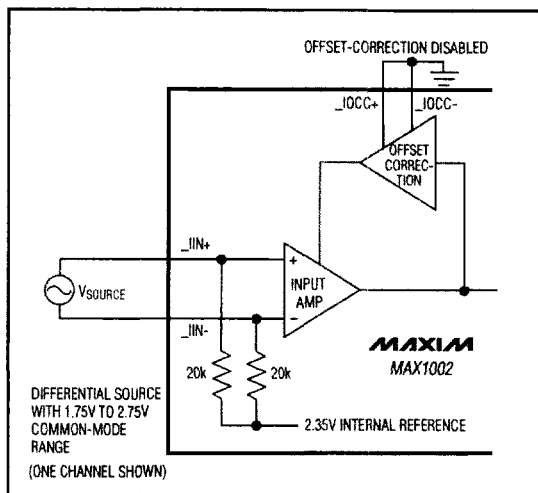 OFFSET-CORRECTION DISABLED
_IOCC+
_IOCC-
OFFSET
CORREC-
TION
_IIN+
+
INPUT
AMP
VSOURCE
_IIN-
−
MAXIM
MAX1002
20k
20k
DIFFERENTIAL SOURCE
WITH 1.75V TO 2.75V
COMMON-MODE
RANGE
(ONE CHANNEL SHOWN)
2.35V INTERNAL REFERENCE